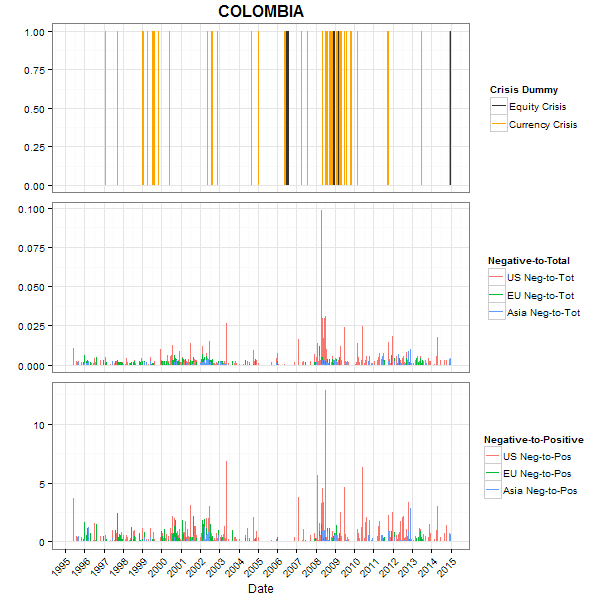 COLOMBIA
1.00
0.75
0.50
0.25
0.00
Crisis Dummy
Equity Crisis
Currency Crisis
0.100
0.075
0.050
0.025
0.000
Negative-to-Total
US Neg-to-Tot
EU Neg-to-Tot
Asia Neg-to-Tot
10
5
0
Negative-to-Positive
US Neg-to-Pos
EU Neg-to-Pos
Asia Neg-to-Pos
1995 1996 1997 1998 1999 2000 2001 2002 2003 2004 2005 2006 2007 2008 2009 2010 2011 2012 2013 2014 2015
Date